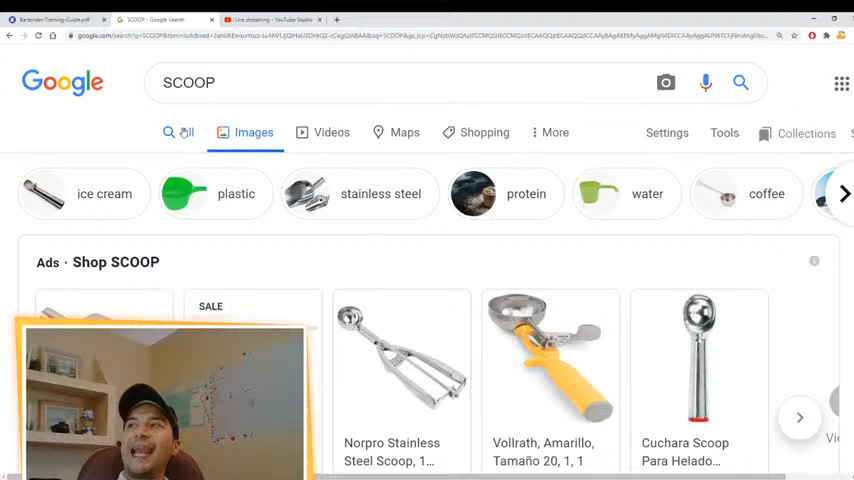 Bartender-Training-Guide.pdf
SCOOP - Google Search
Live streaming - YouTube Studio
Google
SCOOP
All
Images
Videos
Maps
Shopping
More
Settings
Tools
Collections
ice cream
plastic
stainless steel
protein
water
coffee
Ads · Shop SCOOP
SALE
Norpro Stainless
Steel Scoop, 1...
Vollrath, Amarillo,
Tamaño 20, 1, 1
Cuchara Scoop
Para Helado...